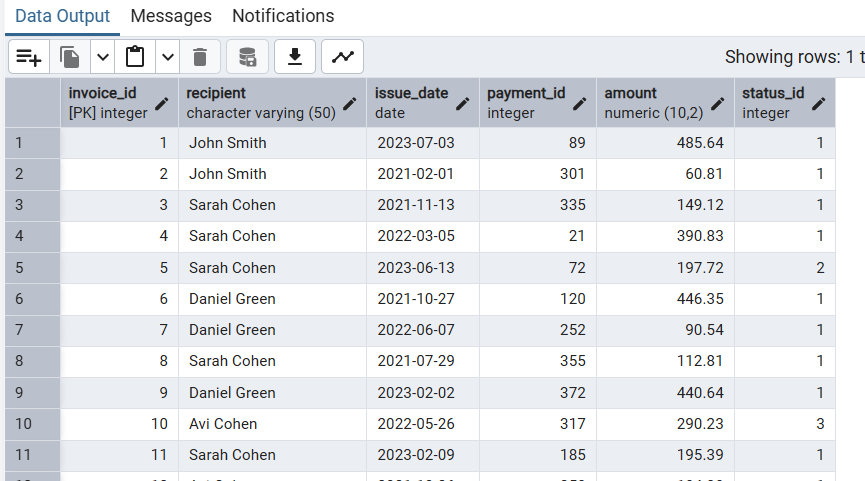 Data Output Messages Notifications
Showing rows: 1 t
invoice_id recipient issue_date payment_id amount status_id
[PK] integer character varying (50) date integer numeric (10,2) integer
1 1 John Smith 2023-07-03 89 485.64 1
2 2 John Smith 2021-02-01 301 60.81 1
3 3 Sarah Cohen 2021-11-13 335 149.12 1
4 4 Sarah Cohen 2022-03-05 21 390.83 1
5 5 Sarah Cohen 2023-06-13 72 197.72 2
6 6 Daniel Green 2021-10-27 120 446.35 1
7 7 Daniel Green 2022-06-07 252 90.54 1
8 8 Sarah Cohen 2021-07-29 355 112.81 1
9 9 Daniel Green 2023-02-02 372 440.64 1
10 10 Avi Cohen 2022-05-26 317 290.23 3
11 11 Sarah Cohen 2023-02-09 185 195.39 1